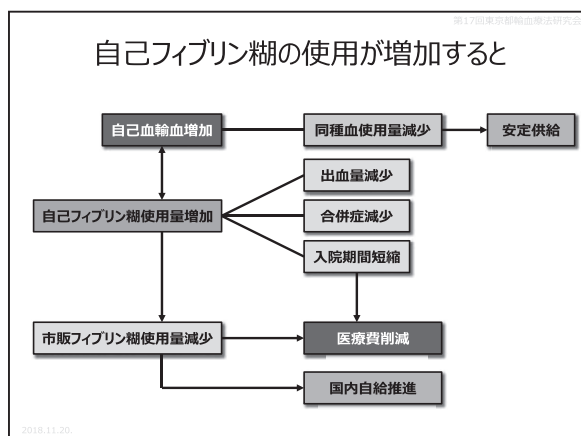 第17回東京都輸血療法研究会
自己フィブリン糊の使用が増加すると
自己血輸血増加
同種血使用量減少
安定供給
出血量減少
自己フィブリン糊使用量増加
合併症減少
入院期間短縮
市販フィブリン糊使用量減少
医療費削減
国内自給推進
2018.11.20.